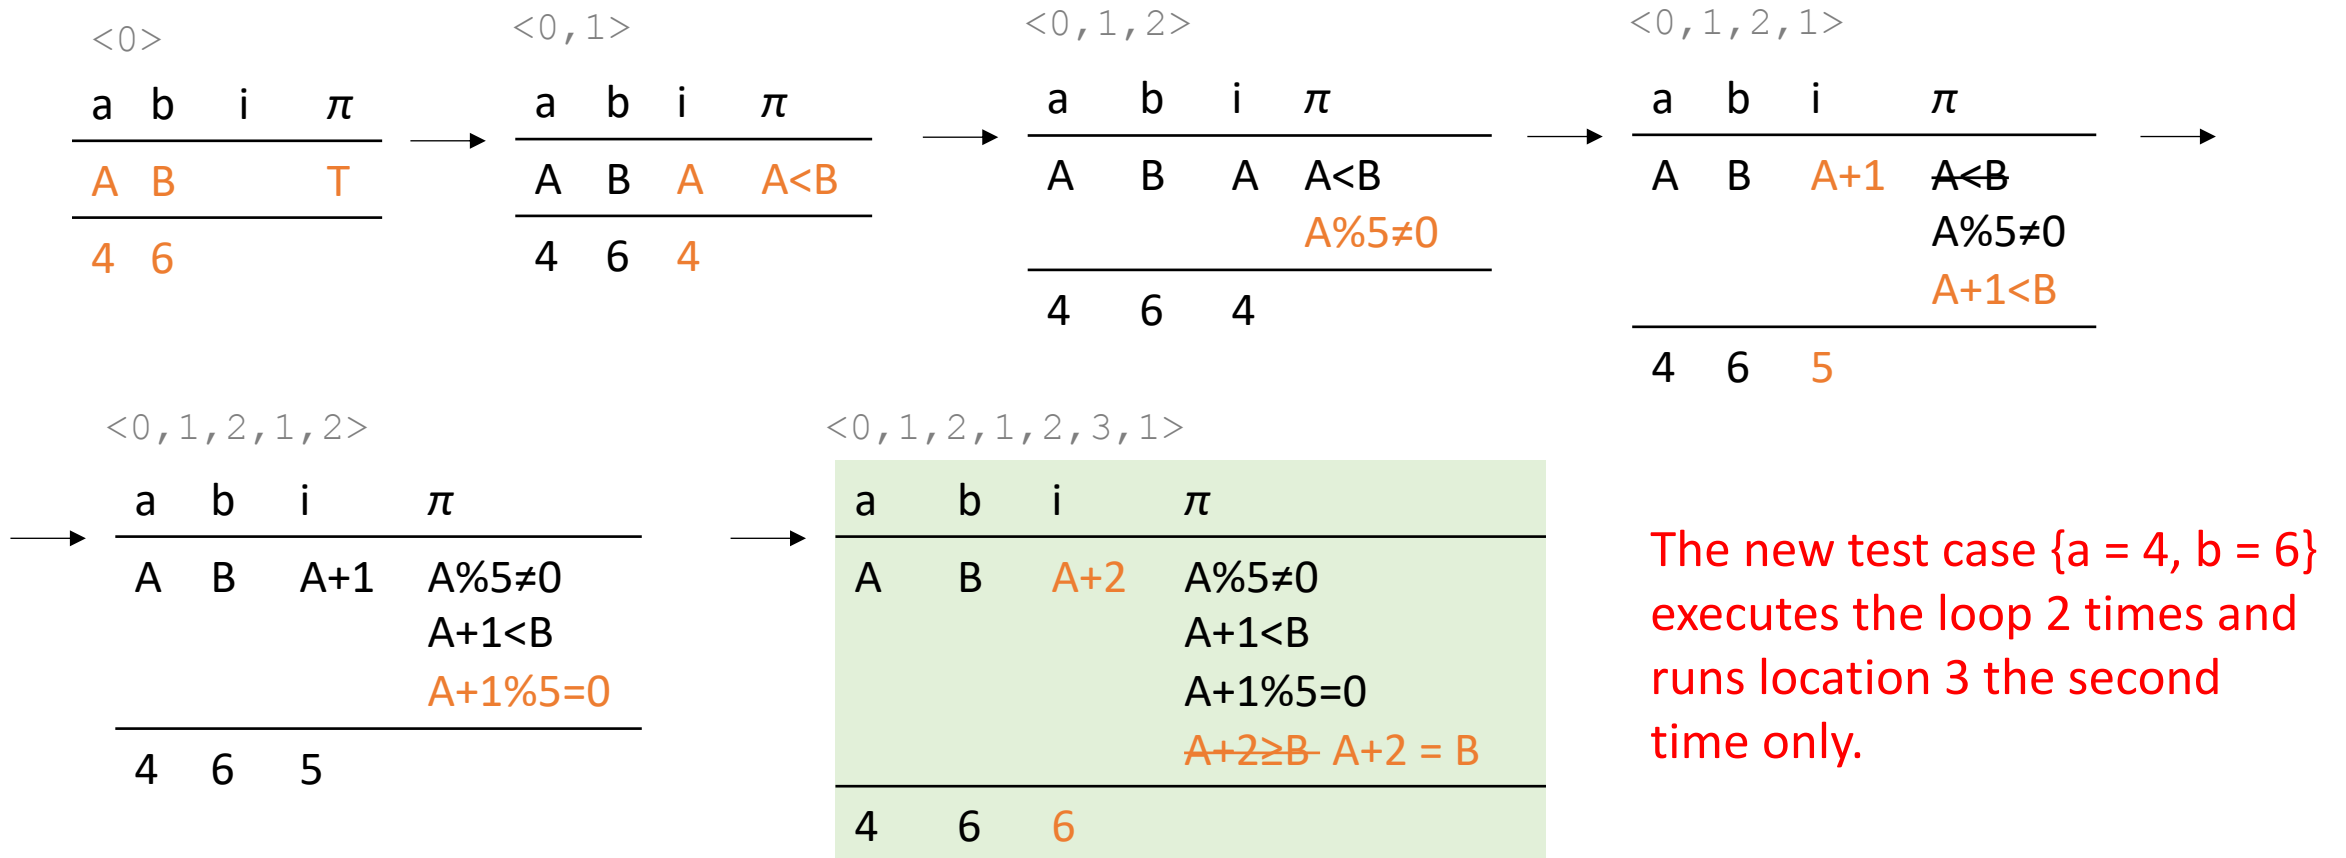 <0>
a b i π
A B T
4 6
<0,1>
a b i π
A B A A<B
4 6 4
<0,1,2>
a b i π
A B A A<B
A%5≠0
4 6 4
<0,1,2,1>
a b i π
A B A+1 A<B
A%5≠0
A+1<B
4 6 5
<0,1,2,1,2>
a b i π
A B A+1 A%5≠0
A+1<B
A+1%5=0
4 6 5
<0,1,2,1,2,3,1>
a b i π
A B A+2 A%5≠0
A+1<B
A+1%5=0
A+2≥B A+2 = B
4 6 6
The new test case {a = 4, b = 6}
executes the loop 2 times and
runs location 3 the second
time only.